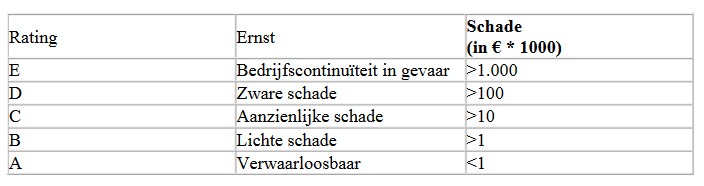 Rating Ernst Schade
(in € * 1000)
E Bedrijfscontinuïteit in gevaar >1.000
D Zware schade >100
C Aanzienlijke schade >10
B Lichte schade >1
A Verwaarloosbaar <1